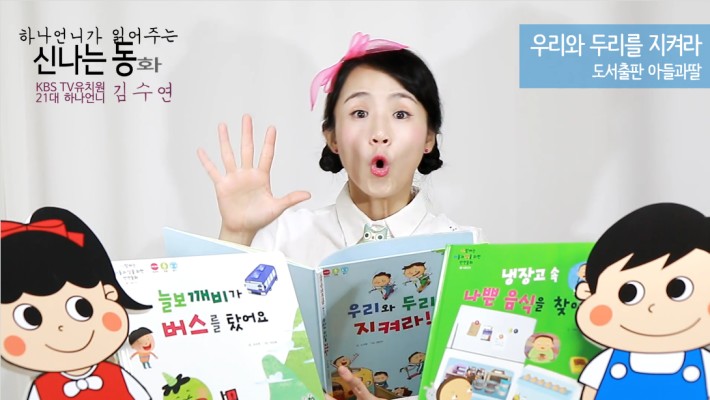 하나언니가 읽어주는
신나는 동화
KBS TV유치원
21대 하나언니 김수연
우리와 두리를 지켜라
도서출판 아들과딸
늘보깨비가
버스를 탔어요
우리와 두리
지켜라!
냉장고 속
나쁜 음식을 찾아